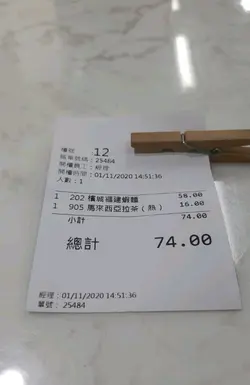 檯號 12
賬單號碼：25484
開檯員工：經理
開檯時間：01/11/2020 14:51:36
人數：1
1 202 檳城福建蝦麵 58.00
1 905 馬來西亞拉茶（熱） 16.00
小計 74.00
總計 74.00
經理：01/11/2020 14:51:36
單號： 25484